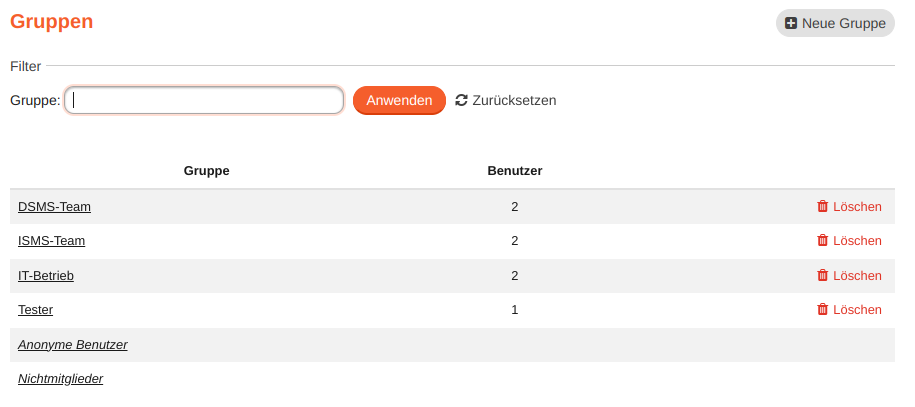 Gruppen
Neue Gruppe
Filter
Gruppe: Anwenden Zurücksetzen
Gruppe Benutzer
DSMS-Team 2 Löschen
ISMS-Team 2 Löschen
IT-Betrieb 2 Löschen
Tester 1 Löschen
Anonyme Benutzer
Nichtmitglieder